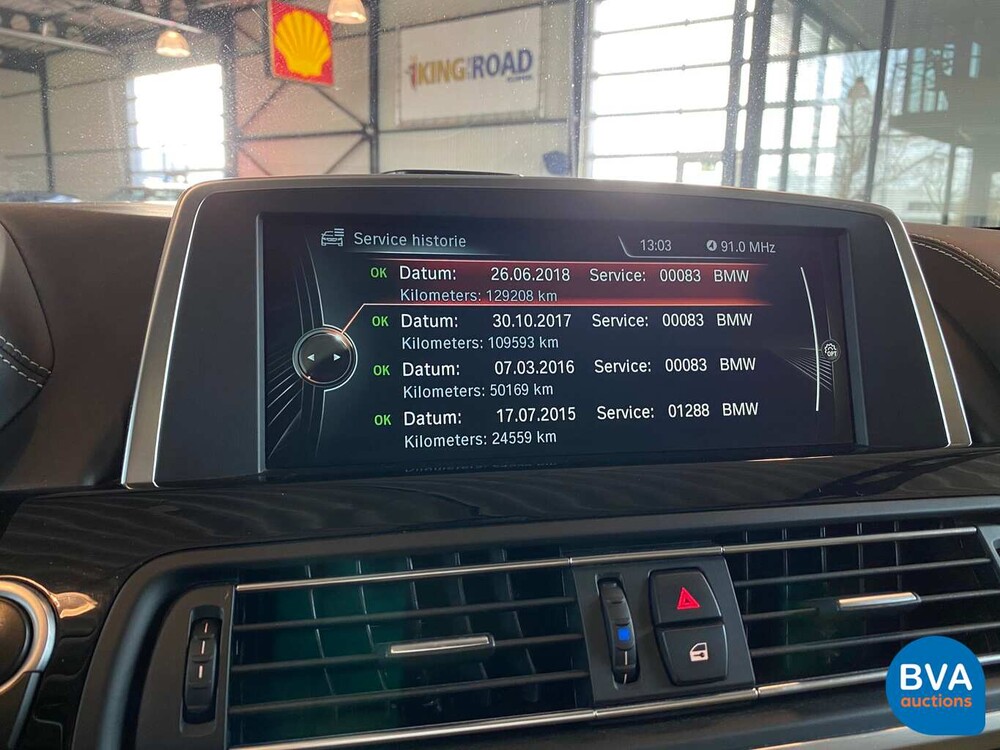 KING OF THE ROAD
Service historie
13:03
91.0 MHz
OK Datum: 26.06.2018 Service: 00083 BMW
Kilometers: 129208 km
OK Datum: 30.10.2017 Service: 00083 BMW
Kilometers: 109593 km
OK Datum: 07.03.2016 Service: 00083 BMW
Kilometers: 50169 km
OK Datum: 17.07.2015 Service: 01288 BMW
Kilometers: 24559 km
OPT
BVA
auctions